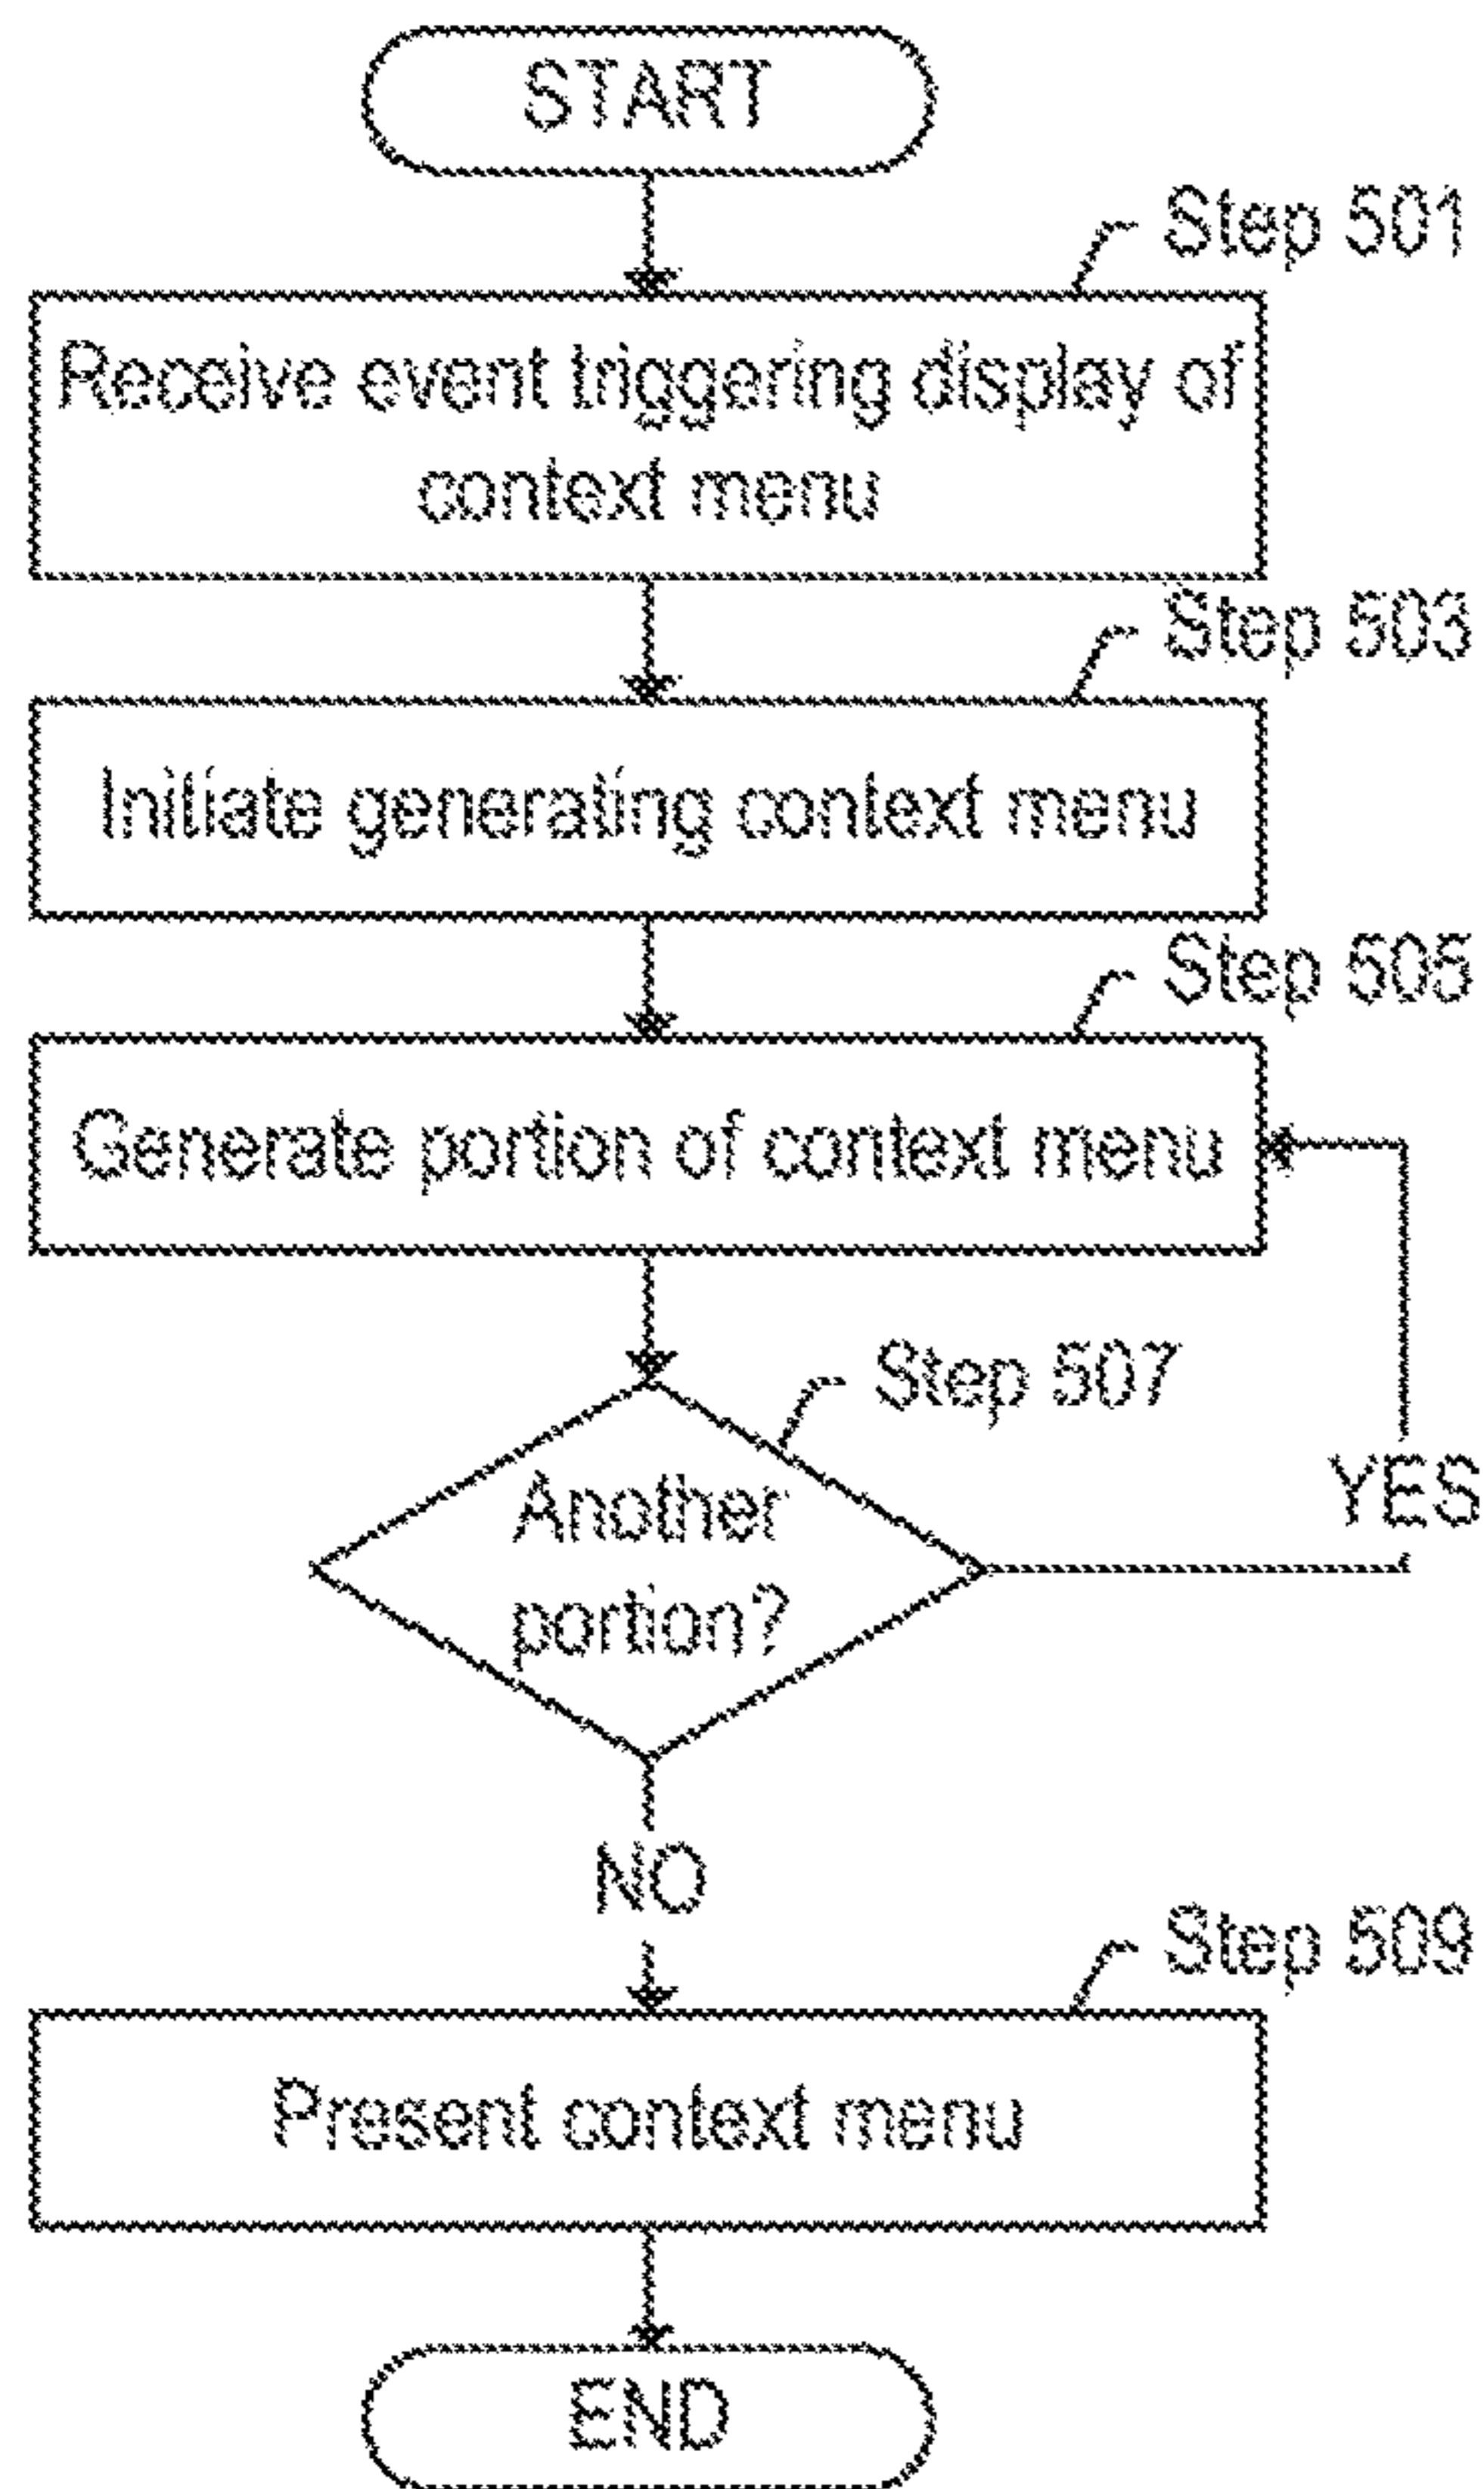 START
Step 501
Receive event triggering display of
context menu
Step 503
Initiate generating context menu
Step 505
Generate portion of context menu
Step 507
Another
portion?
YES
NO
Step 509
Present context menu
END